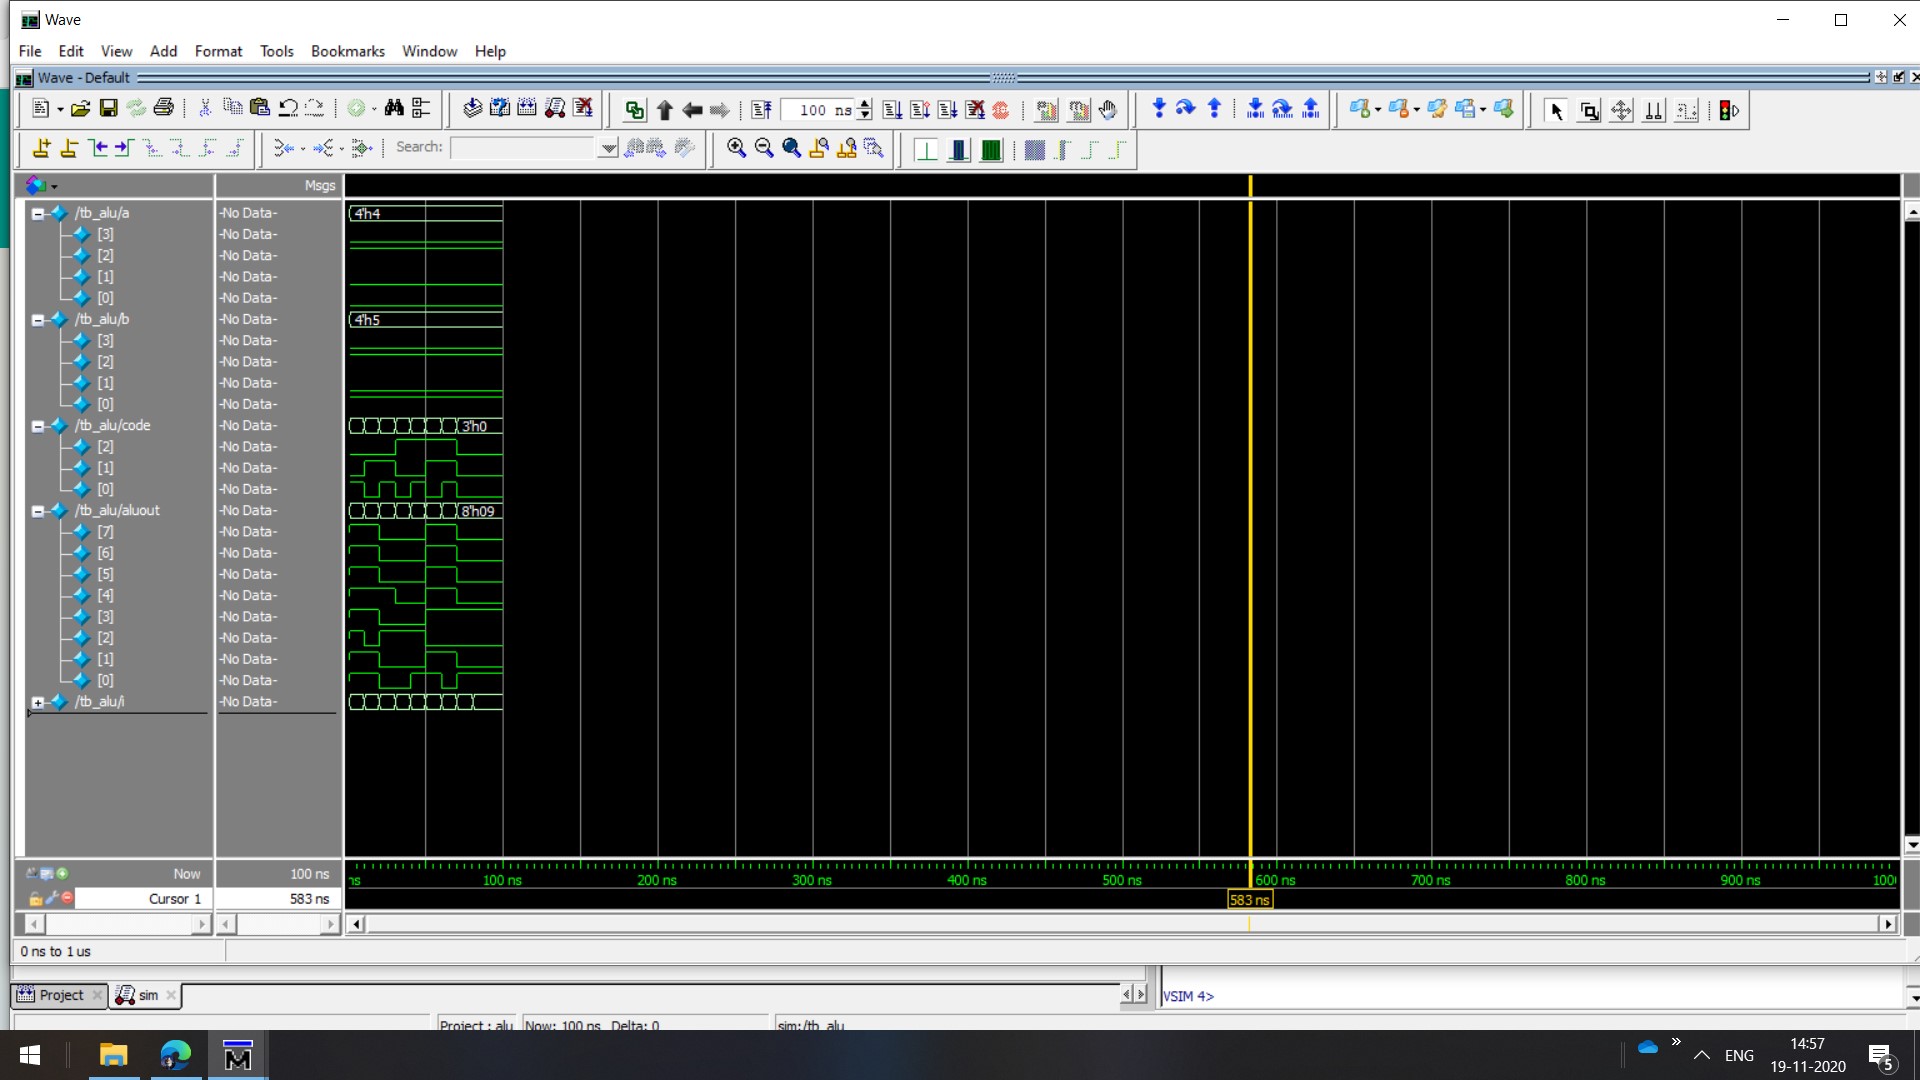 Wave
File Edit View Add Format Tools Bookmarks Window Help
Wave - Default
100 ns
Search:
Msgs
/tb_alu/a -No Data- 4'h4
[3] -No Data-
[2] -No Data-
[1] -No Data-
[0] -No Data-
/tb_alu/b -No Data- 4'h5
[3] -No Data-
[2] -No Data-
[1] -No Data-
[0] -No Data-
/tb_alu/code -No Data- 3'h0
[2] -No Data-
[1] -No Data-
[0] -No Data-
/tb_alu/aluout -No Data- 8'h09
[7] -No Data-
[6] -No Data-
[5] -No Data-
[4] -No Data-
[3] -No Data-
[2] -No Data-
[1] -No Data-
[0] -No Data-
/tb_alu/i -No Data-
Now 100 ns
ns 100 ns 200 ns 300 ns 400 ns 500 ns 600 ns 700 ns 800 ns 900 ns 100
Cursor 1 583 ns 583 ns
0 ns to 1 us
Project sim VSIM 4>
Project : alu Now: 100 ns Delta: 0 sim:/tb_alu
ENG 14:57
19-11-2020 5